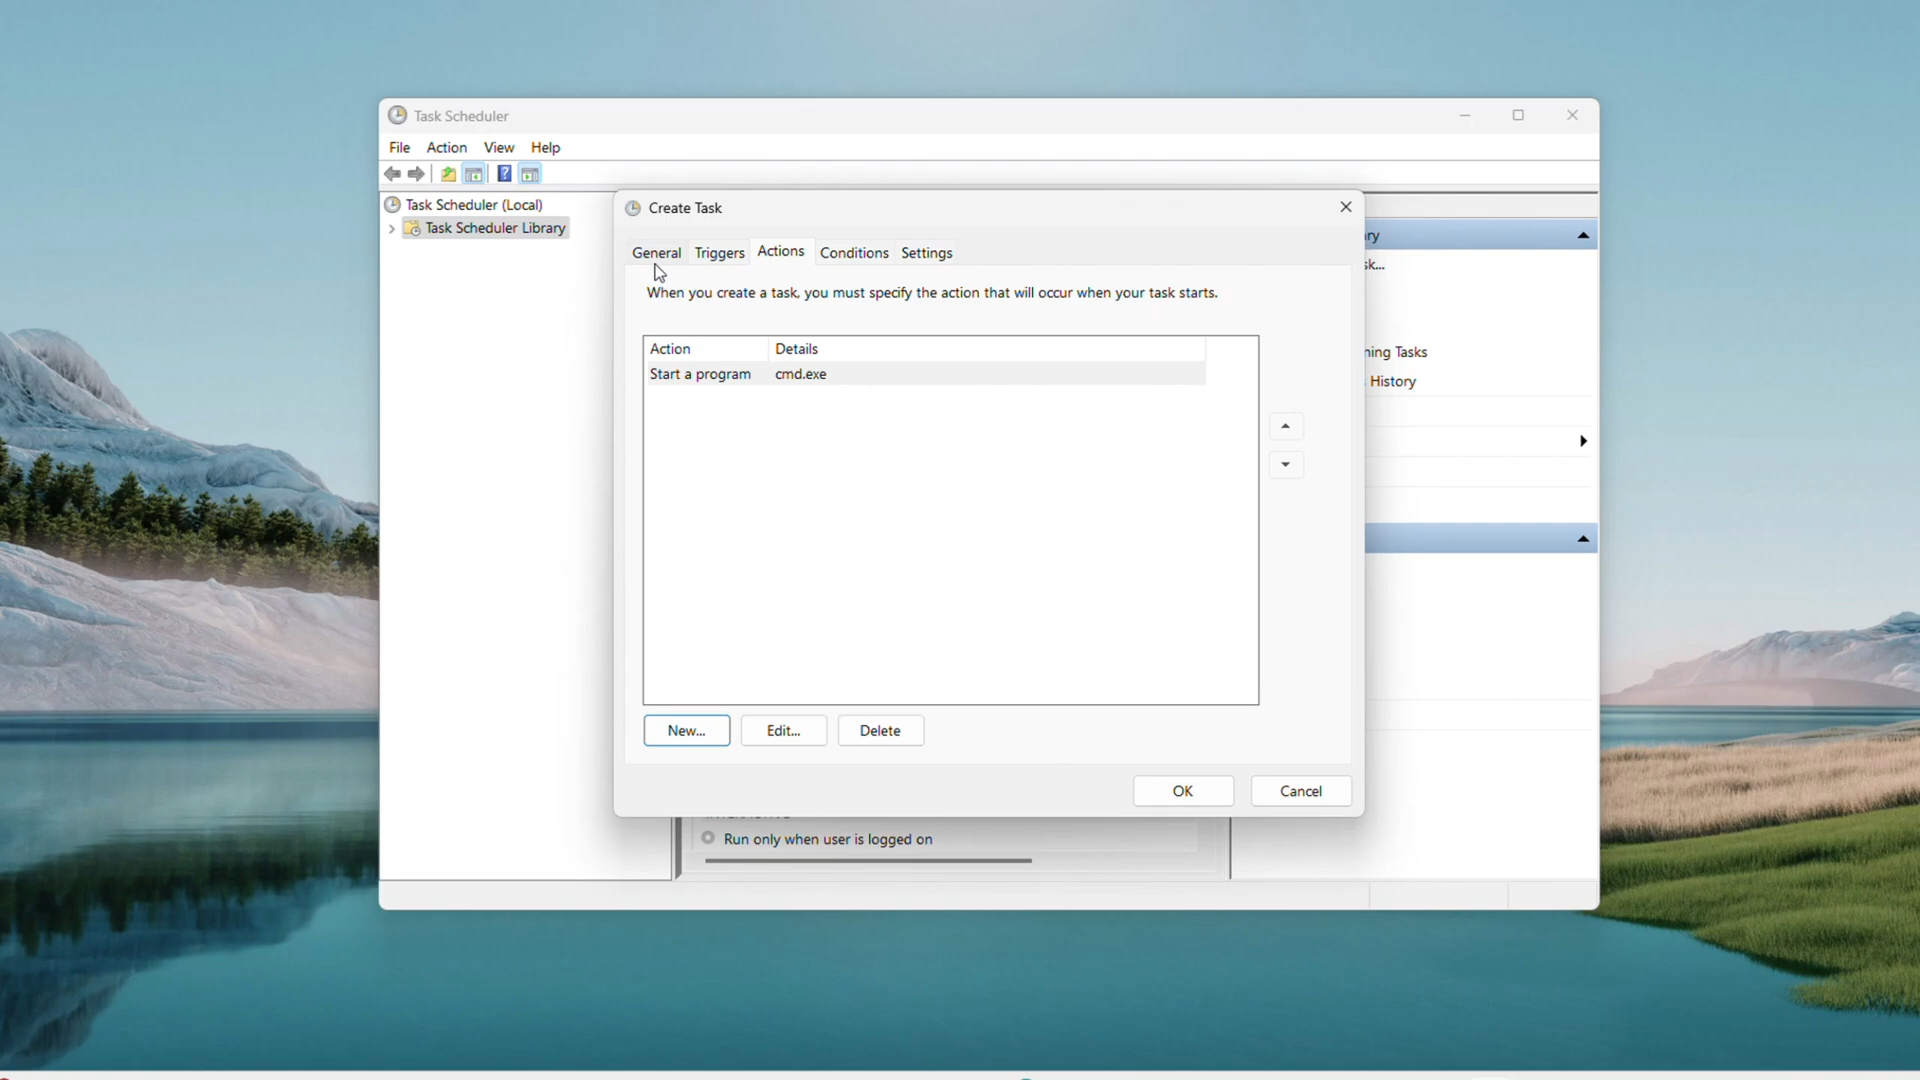 Task Scheduler
File Action View Help
Task Scheduler (Local)
Task Scheduler Library
Create Task
General Triggers Actions Conditions Settings
When you create a task, you must specify the action that will occur when your task starts.
Action Details
Start a program cmd.exe
New... Edit... Delete
OK Cancel
ry
sk...
ning Tasks
History
Run only when user is logged on